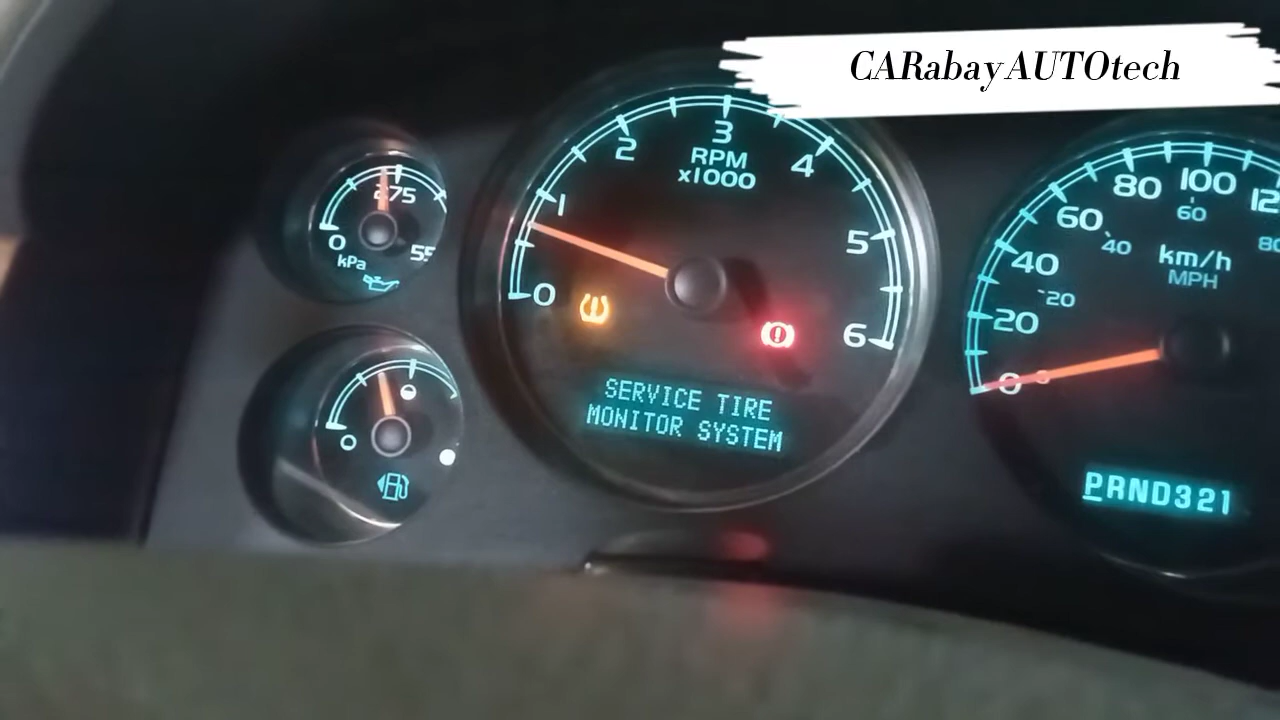 CARabayAUTOtech
0
275
55
kPa
0
1
2
3
4
5
6
RPM
x1000
SERVICE TIRE
MONITOR SYSTEM
0
20
40
60
80
100
20
40
60
80
km/h
MPH
PRND321